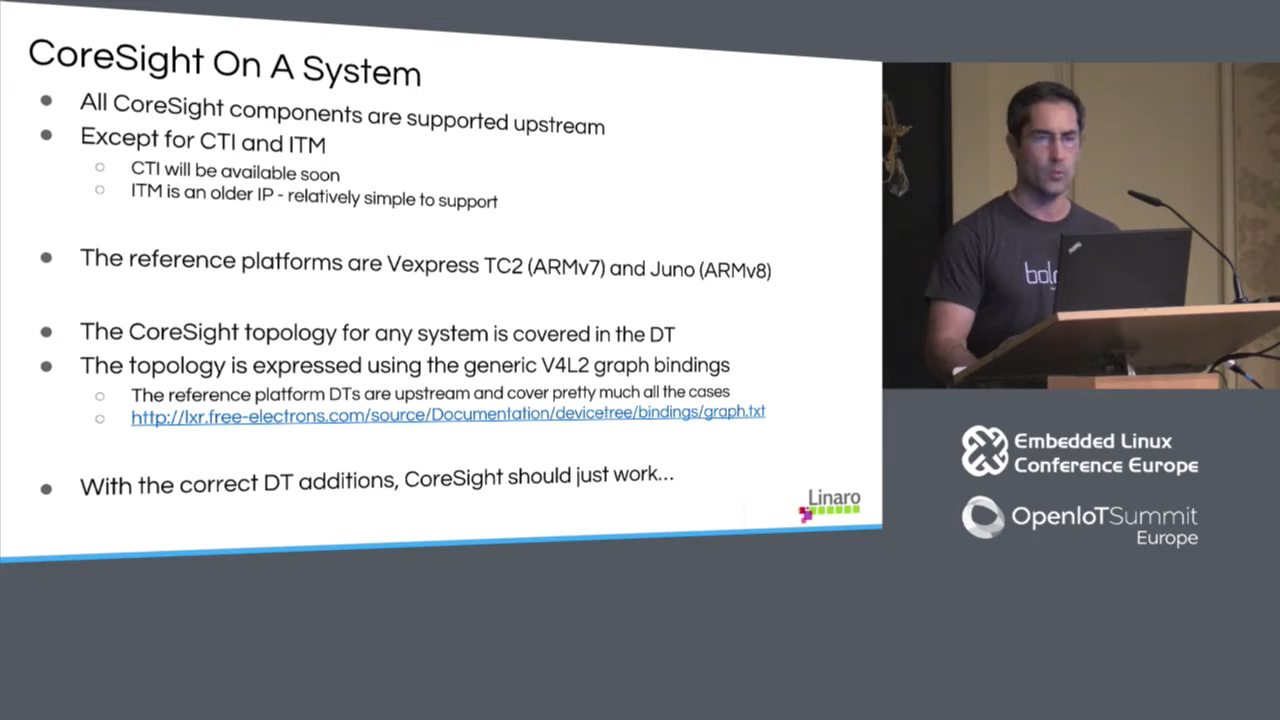 CoreSight On A System
All CoreSight components are supported upstream
Except for CTI and ITM
CTI will be available soon
ITM is an older IP - relatively simple to support
The reference platforms are Vexpress TC2 (ARMv7) and Juno (ARMv8)
The CoreSight topology for any system is covered in the DT
The topology is expressed using the generic V4L2 graph bindings
The reference platform DTs are upstream and cover pretty much all the cases
http://lxr.free-electrons.com/source/Documentation/devicetree/bindings/graph.txt
With the correct DT additions, CoreSight should just work...
Linaro
Embedded Linux
Conference Europe
OpenIoTSummit
Europe